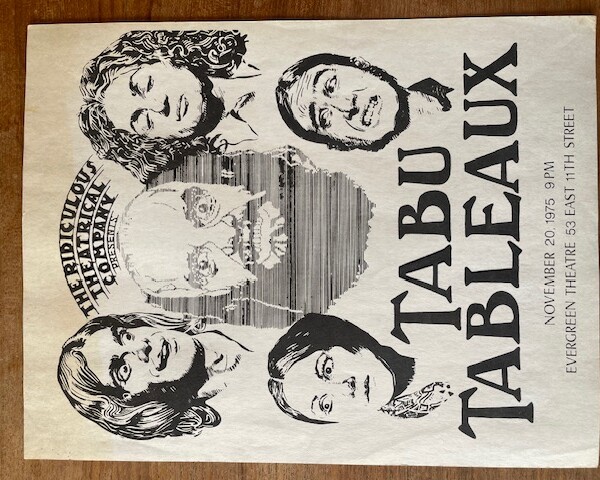 THE RIDICULOUS
THEATRICAL
COMPANY
PRESENTS
TABU
TABLEAUX
NOVEMBER 20. 1975 9 PM
EVERGREEN THEATRE 53 EAST 11TH STREET